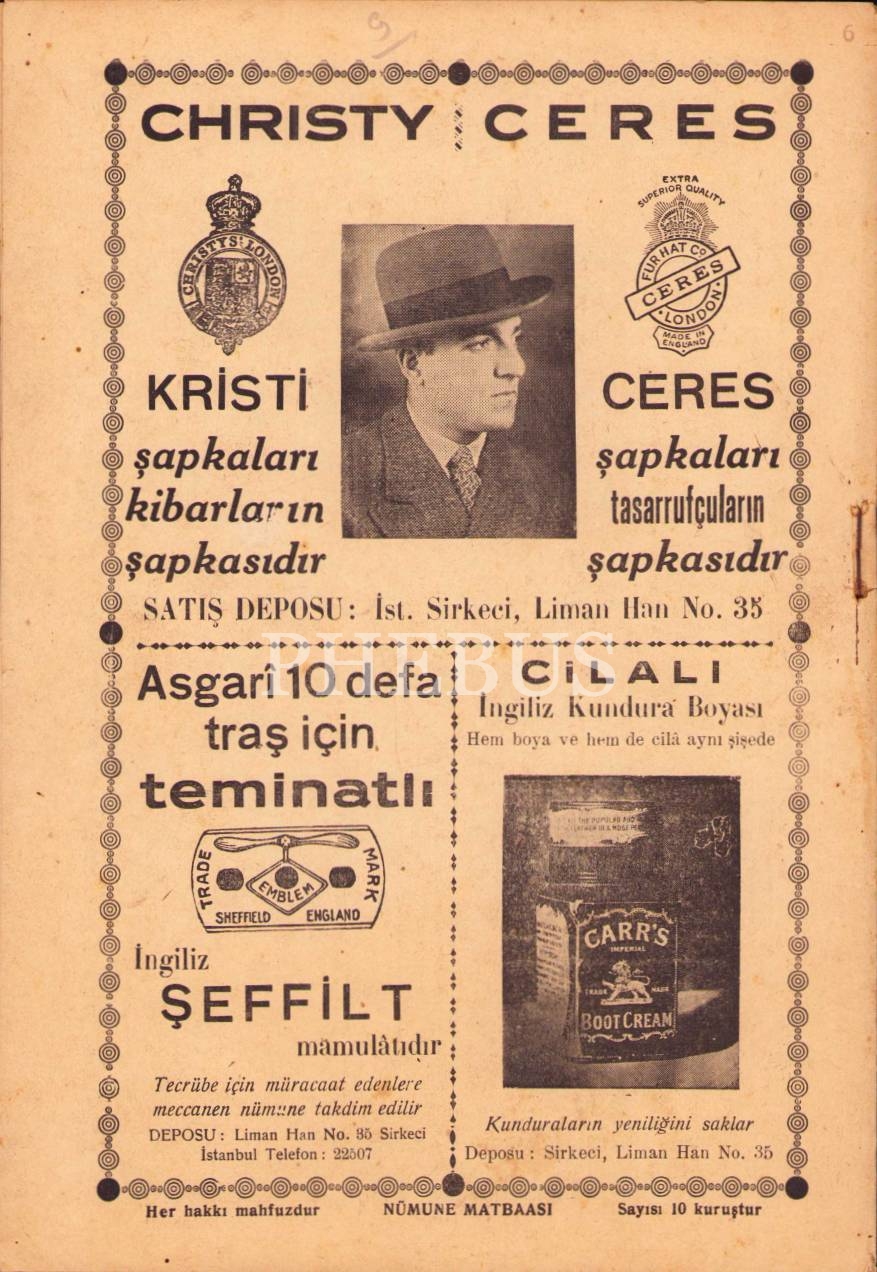 6
CHRISTY CERES
CHRISTYS' LONDON
KRİSTİ
şapkaları
kibarların
şapkasıdır
EXTRA
SUPERIOR QUALITY
FUR HAT Co
CERES
LONDON
MADE IN
ENGLAND
CERES
şapkaları
tasarrufçuların
şapkasıdır
SATIŞ DEPOSU: İst. Sirkeci, Liman Han No. 35
PHEBUS
Asgarî 10 defa
traş için
teminatlı
TRADE MARK
EMBLEM
SHEFFIELD ENGLAND
İngiliz
ŞEFFİLT
mamulâtıdır
Tecrübe için müracaat edenlere
meccanen nümune takdim edilir
DEPOSU: Liman Han No. 35 Sirkeci
İstanbul Telefon: 22507
CİLALI
İngiliz Kundura Boyası
Hem boya ve hem de cilâ aynı şişede
CARR'S
IMPERIAL
TRADE MARK
BOOT CREAM
Kunduraların yeniliğini saklar
Deposu: Sirkeci, Liman Han No. 35
Her hakkı mahfuzdur NÜMUNE MATBAASI Sayısı 10 kuruştur